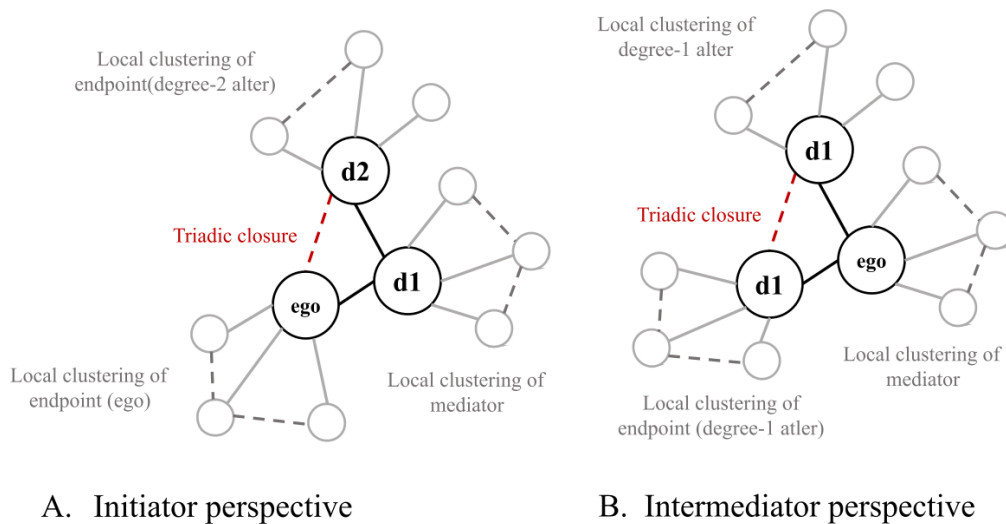 Local clustering of
endpoint(degree-2 alter)
d2
Triadic closure
d1
ego
Local clustering of
endpoint (ego)
Local clustering of
mediator
A. Initiator perspective
Local clustering of
degree-1 alter
d1
Triadic closure
ego
d1
Local clustering of
mediator
Local clustering of
endpoint (degree-1 atler)
B. Intermediator perspective